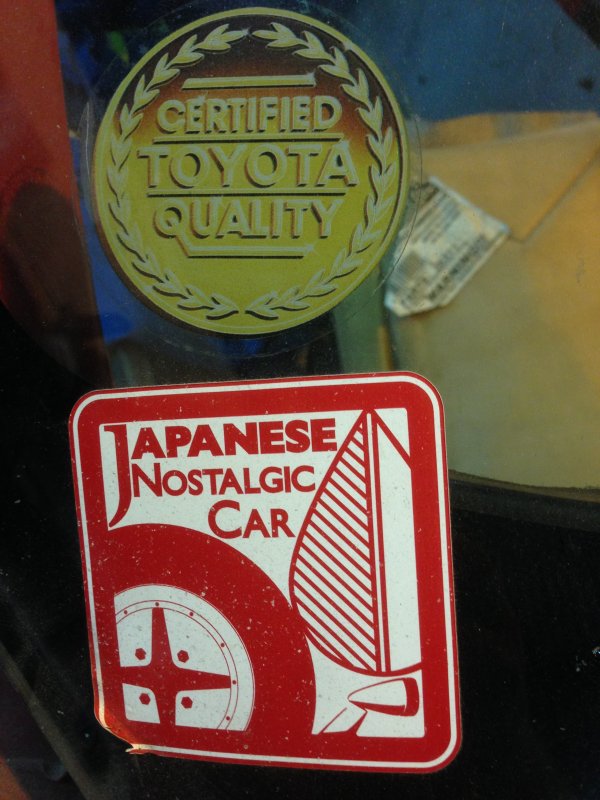 CERTIFIED
TOYOTA
QUALITY
JAPANESE
NOSTALGIC
CAR